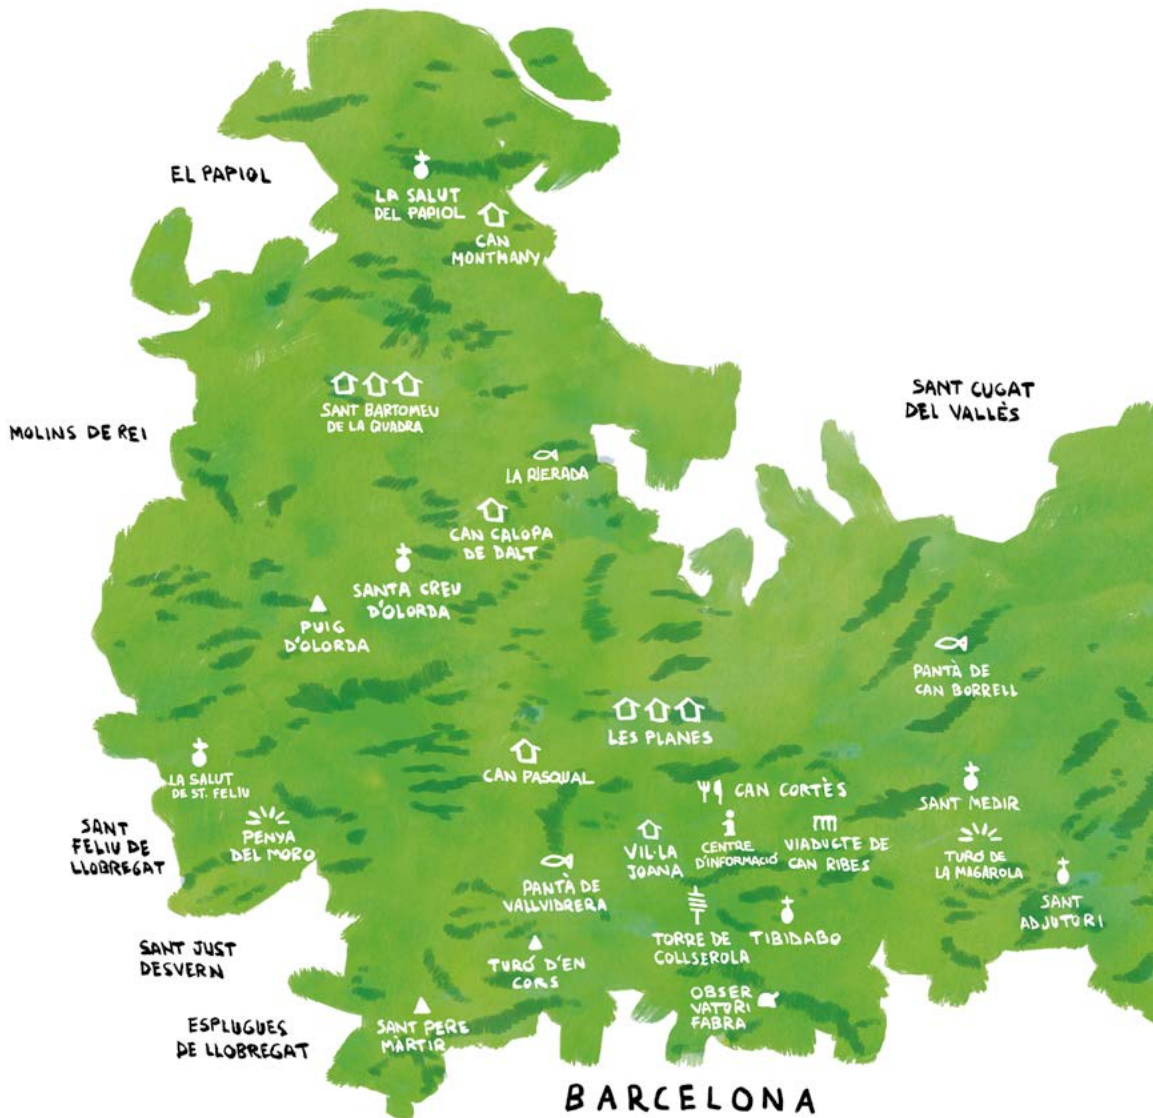 EL PAPIOL
LA SALUT
DEL PAPIOL
CAN
MONTMANY
SANT BARTOMEU
DE LA QUADRA
SANT CUGAT
DEL VALLÈS
MOLINS DE REI
LA RIERADA
CAN CALOPA
DE DALT
SANTA CREU
D'OLORDA
PUIG
D'OLORDA
PANTÀ DE
CAN BORRELL
LES PLANES
CAN PASQUAL
LA SALUT
DE ST. FELIU
CAN CORTÈS
SANT MEDIR
SANT
FELIU DE
LLOBREGAT
PENYA
DEL MORO
VIL·LA
JOANA
CENTRE
D'INFORMACIÓ
VIADUCTE DE
CAN RIBES
TURÓ DE
LA MAGAROLA
PANTÀ DE
VALLVIDRERA
SANT
ADJUTORI
SANT JUST
DESVERN
TURÓ D'EN
CORS
TORRE DE
COLLSEROLA
TIBIDABO
OBSER
VATORI
FABRA
ESPLUGUES
DE LLOBREGAT
SANT PERE
MÀRTIR
BARCELONA